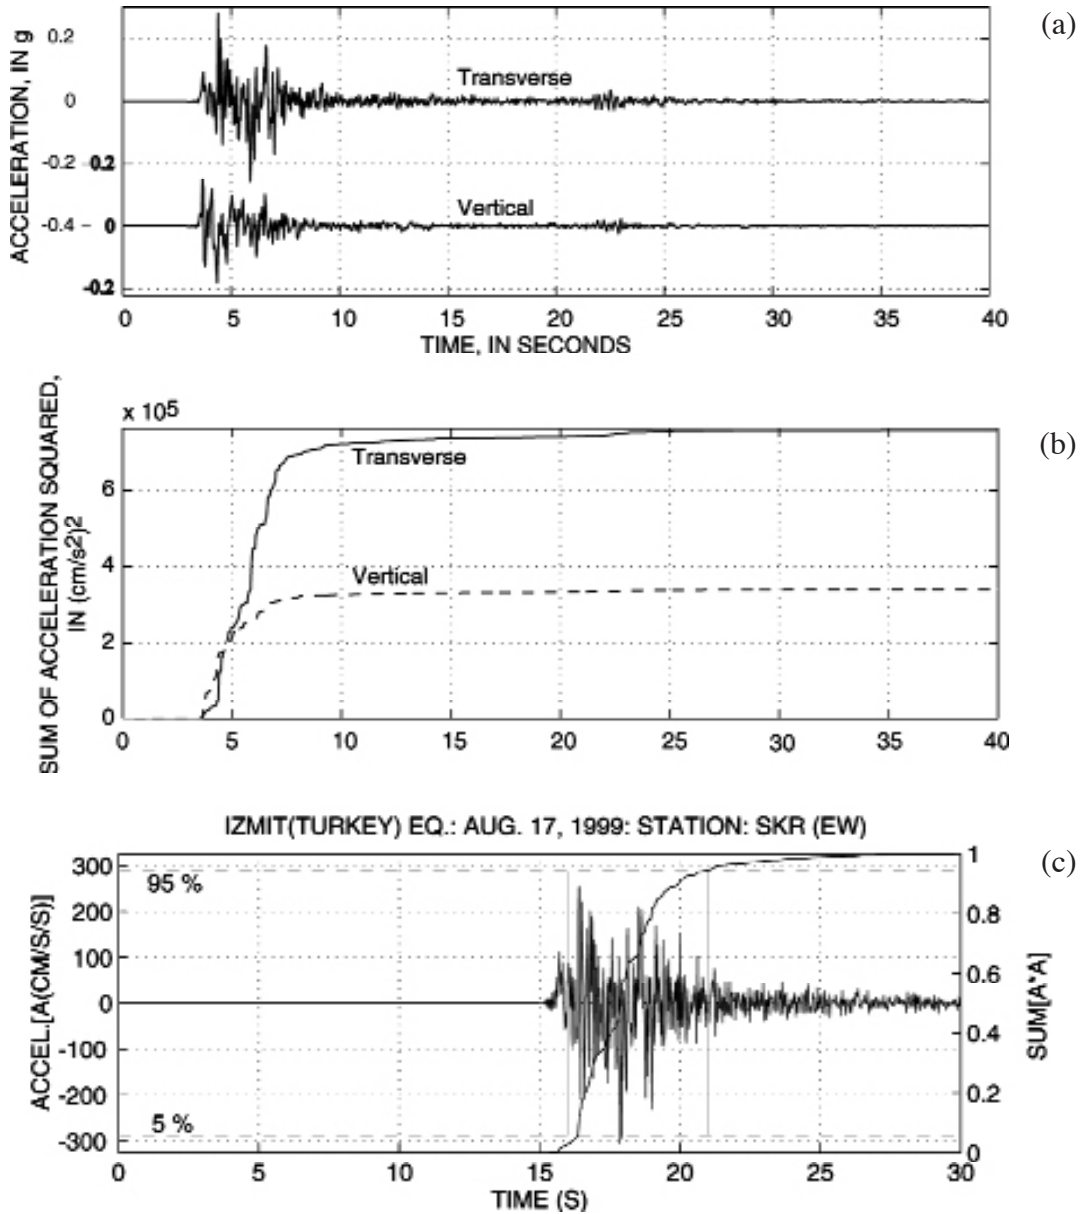 (a)
ACCELERATION, IN g
0.2
0
-0.2
-0.4
0.2
0
-0.2
Transverse
Vertical
0 5 10 15 20 25 30 35 40
TIME, IN SECONDS
(b)
SUM OF ACCELERATION SQUARED,
IN (cm/s2)2
x 105
6
4
2
0
Transverse
Vertical
0 5 10 15 20 25 30 35 40
IZMIT(TURKEY) EQ.: AUG. 17, 1999: STATION: SKR (EW)
(c)
ACCEL.[A(CM/S/S)]
300
200
100
0
-100
-200
-300
95 %
5 %
1
0.8
0.6
0.4
0.2
0
SUM[A*A]
0 5 10 15 20 25 30
TIME (S)